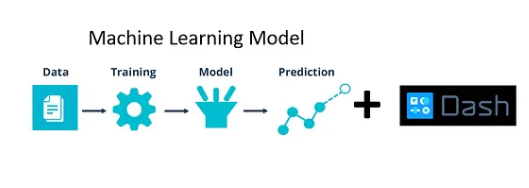 Machine Learning Model
Data Training Model Prediction
Dash